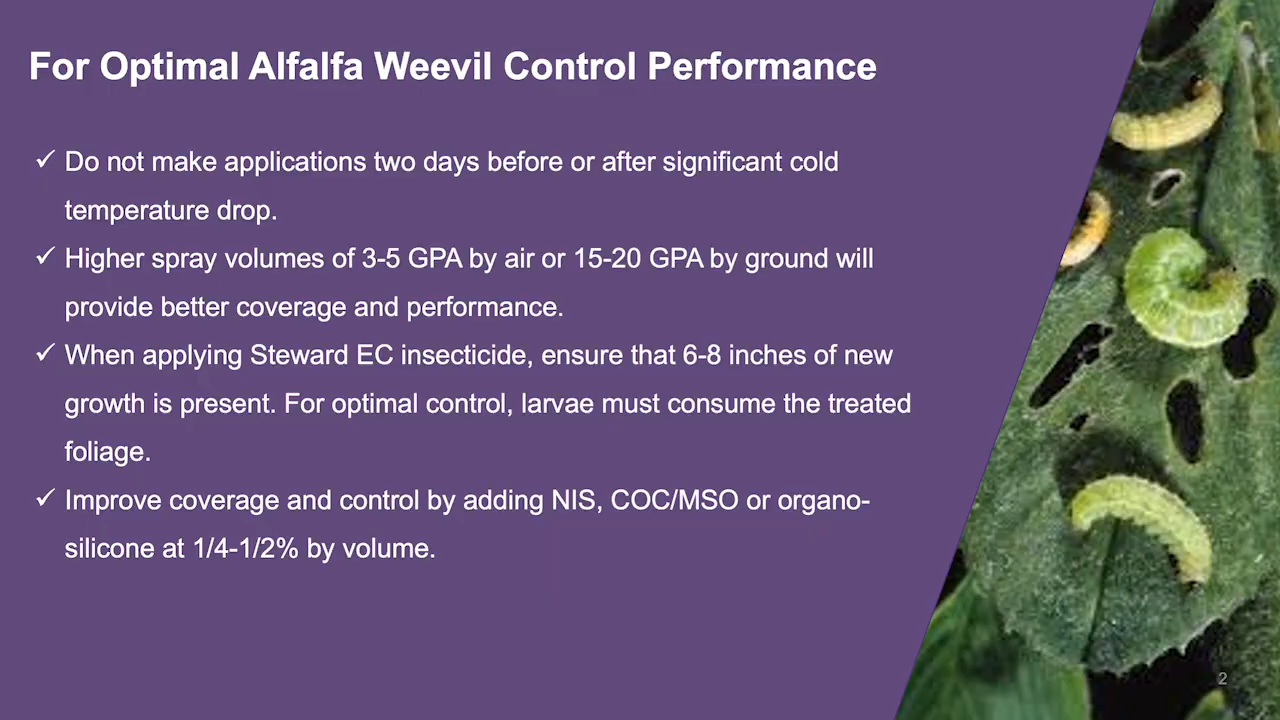 For Optimal Alfalfa Weevil Control Performance
✓ Do not make applications two days before or after significant cold
temperature drop.
✓ Higher spray volumes of 3-5 GPA by air or 15-20 GPA by ground will
provide better coverage and performance.
✓ When applying Steward EC insecticide, ensure that 6-8 inches of new
growth is present. For optimal control, larvae must consume the treated
foliage.
✓ Improve coverage and control by adding NIS, COC/MSO or organo-
silicone at 1/4-1/2% by volume.
2